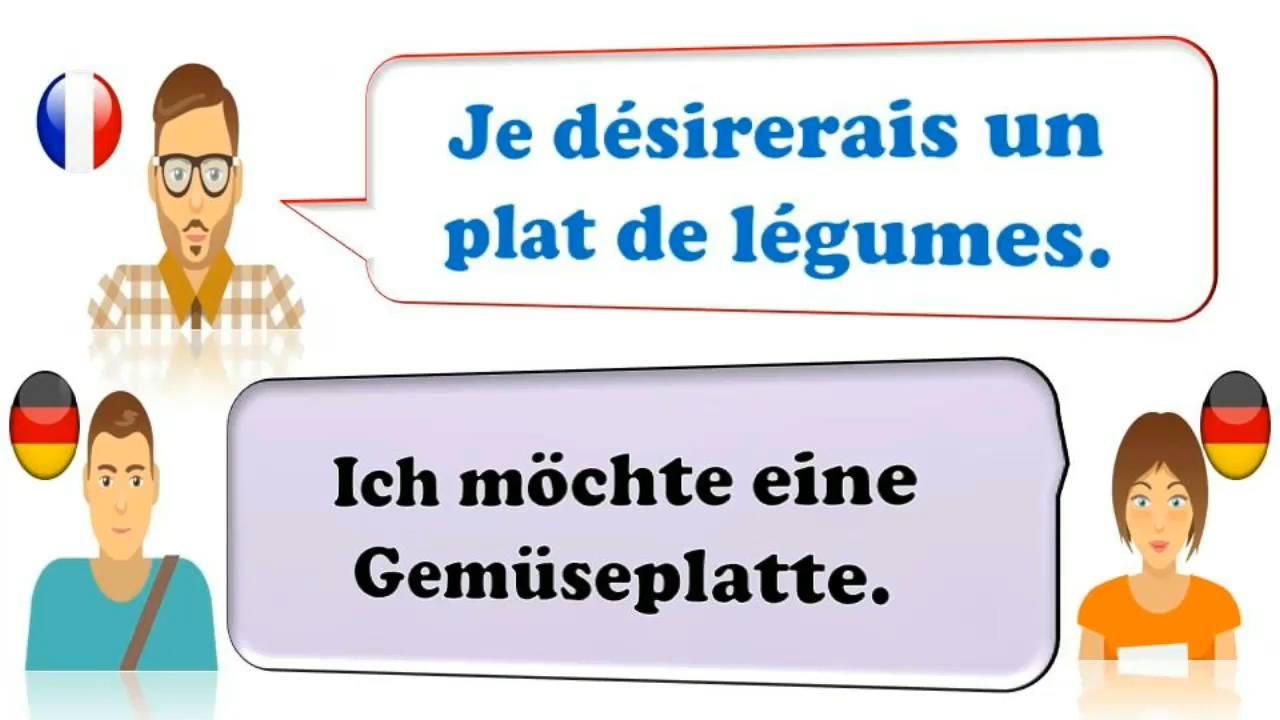 Je désirerais un
plat de légumes.
Ich möchte eine
Gemüseplatte.